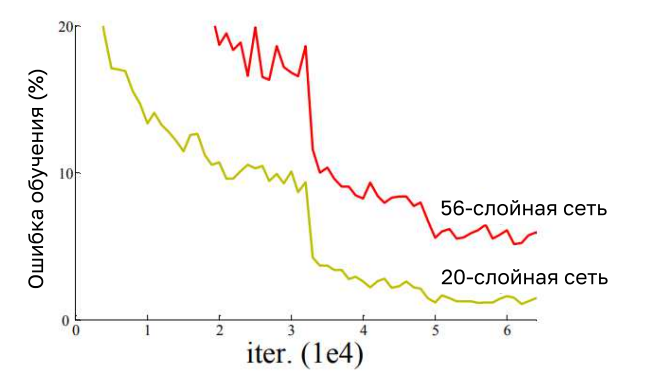 20
10
0
Ошибка обучения (%)
56-слойная сеть
20-слойная сеть
0 1 2 3 4 5 6
iter. (1e4)